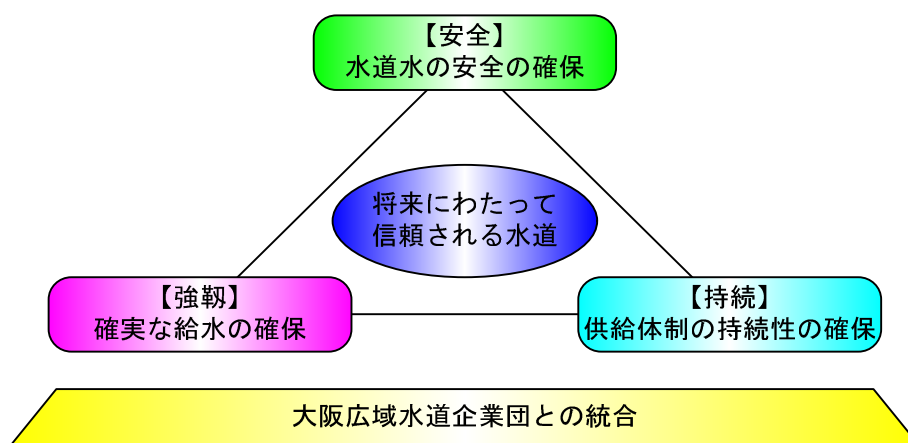 【安全】
水道水の安全の確保
将来にわたって
信頼される水道
【強靱】
確実な給水の確保
【持続】
供給体制の持続性の確保
大阪広域水道企業団との統合